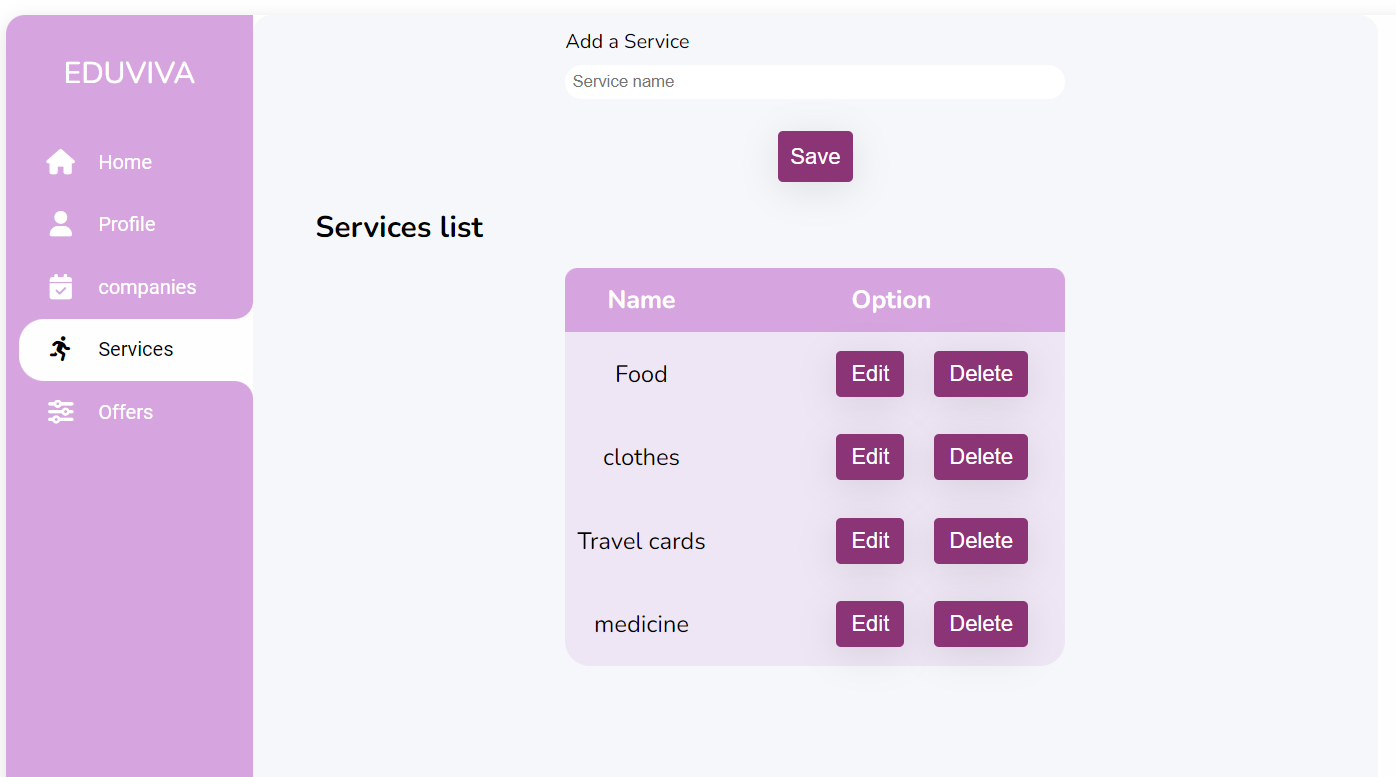 EDUVIVA
Home
Profile
companies
Services
Offers
Add a Service
Service name
Save
Services list
Name Option
Food Edit Delete
clothes Edit Delete
Travel cards Edit Delete
medicine Edit Delete